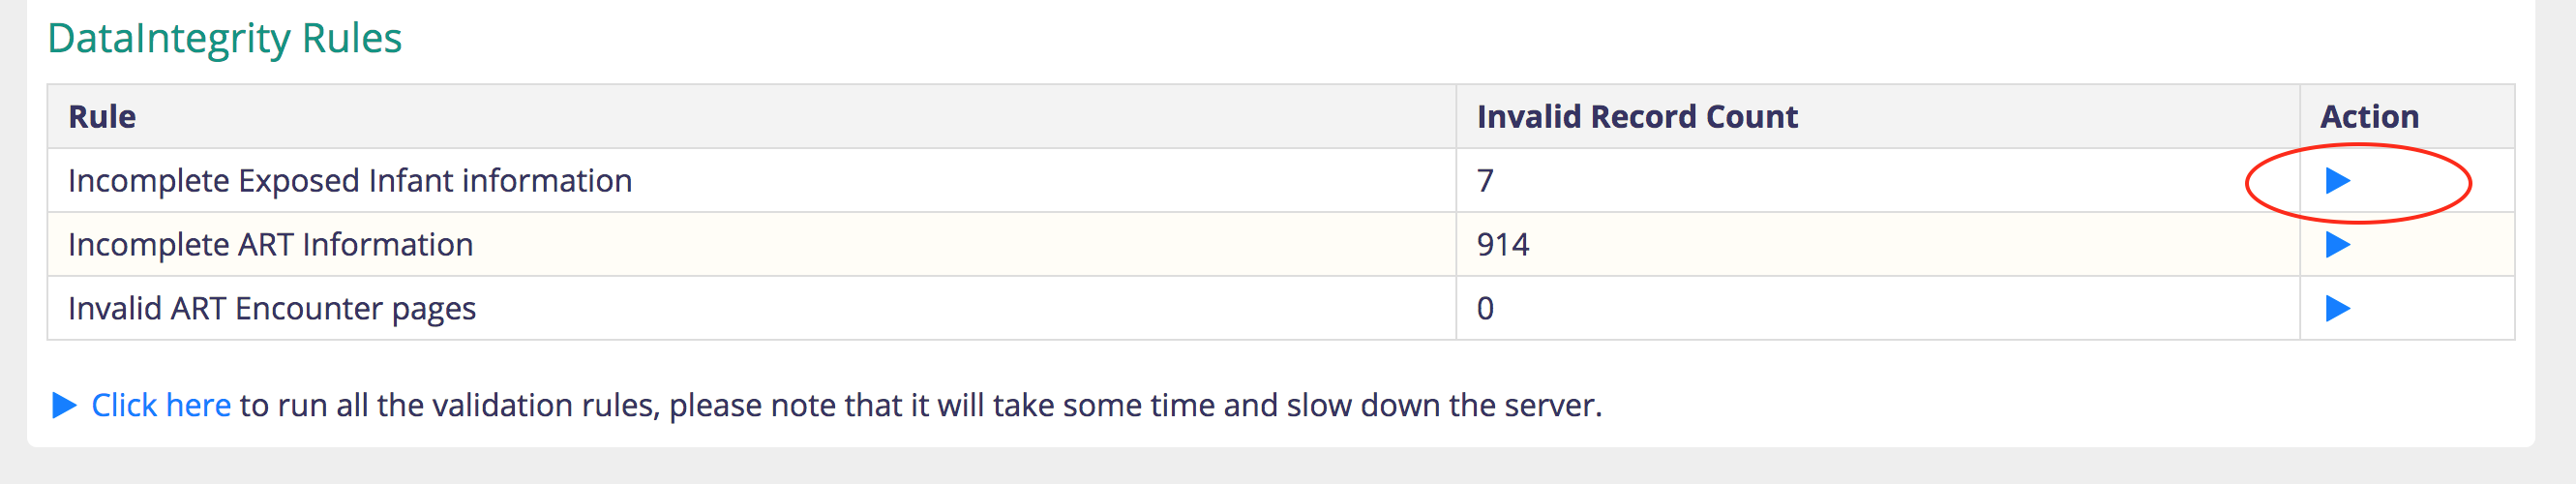 DataIntegrity Rules
Rule Invalid Record Count Action
Incomplete Exposed Infant information 7
Incomplete ART Information 914
Invalid ART Encounter pages 0
Click here to run all the validation rules, please note that it will take some time and slow down the server.